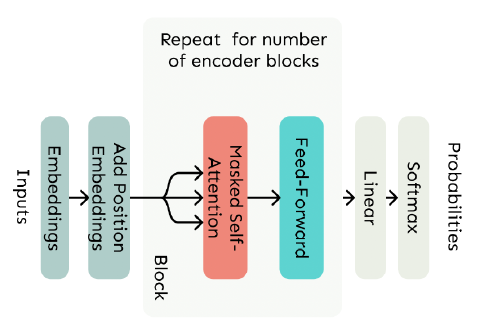 Repeat for number
of encoder blocks
Inputs
Embeddings
Add Position
Embeddings
Block
Masked Self-
Attention
Feed-Forward
Linear
Softmax
Probabilities